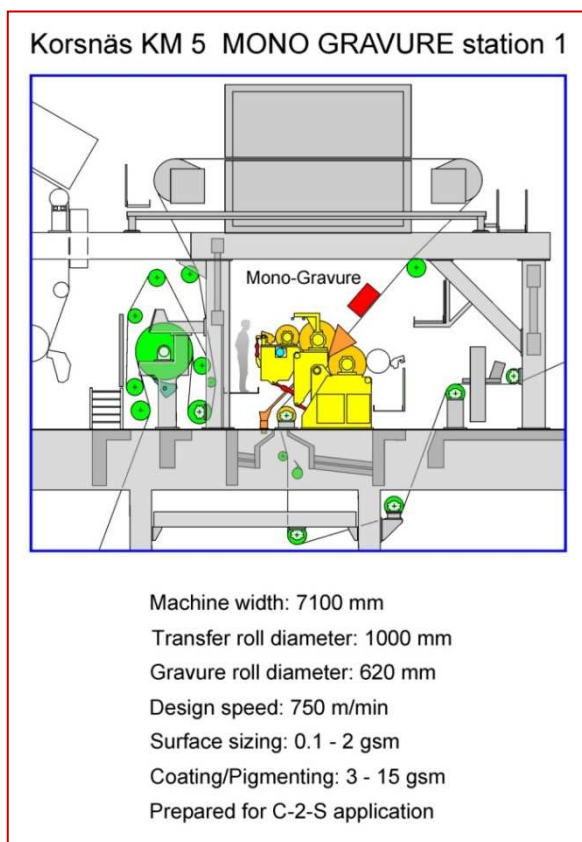 Korsnäs KM 5 MONO GRAVURE station 1
Mono-Gravure
Machine width: 7100 mm
Transfer roll diameter: 1000 mm
Gravure roll diameter: 620 mm
Design speed: 750 m/min
Surface sizing: 0.1 - 2 gsm
Coating/Pigmenting: 3 - 15 gsm
Prepared for C-2-S application